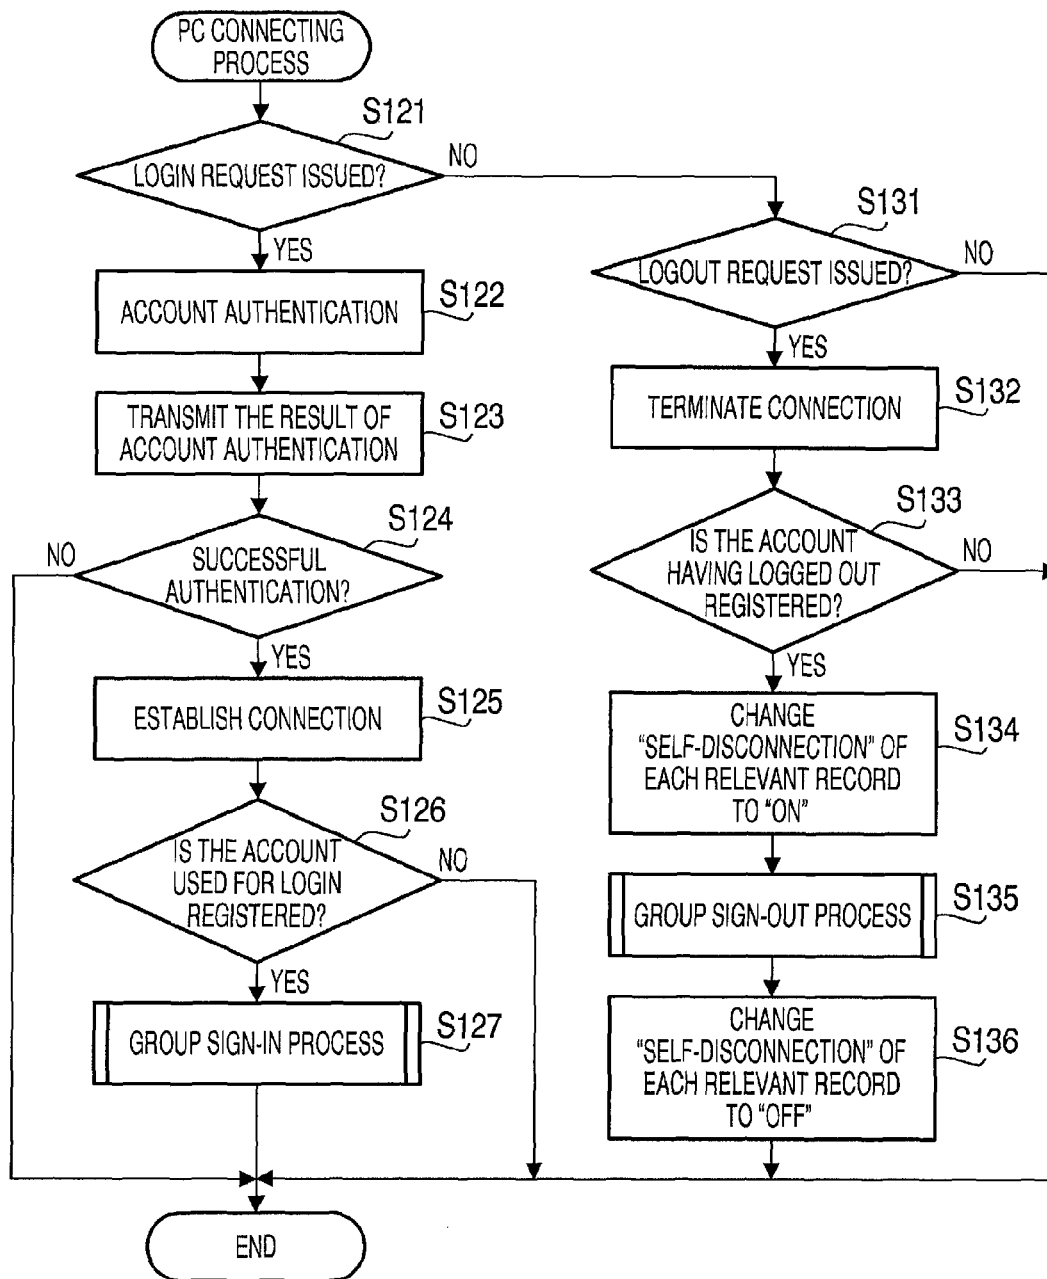 PC CONNECTING
PROCESS
S121
LOGIN REQUEST ISSUED?
NO
YES
S122
ACCOUNT AUTHENTICATION
S123
TRANSMIT THE RESULT OF
ACCOUNT AUTHENTICATION
S124
NO
SUCCESSFUL
AUTHENTICATION?
YES
S125
ESTABLISH CONNECTION
S126
IS THE ACCOUNT
USED FOR LOGIN
REGISTERED?
NO
YES
S127
GROUP SIGN-IN PROCESS
END
S131
LOGOUT REQUEST ISSUED?
NO
YES
S132
TERMINATE CONNECTION
S133
IS THE ACCOUNT
HAVING LOGGED OUT
REGISTERED?
NO
YES
S134
CHANGE
“SELF-DISCONNECTION” OF
EACH RELEVANT RECORD
TO “ON”
S135
GROUP SIGN-OUT PROCESS
S136
CHANGE
“SELF-DISCONNECTION” OF
EACH RELEVANT RECORD
TO “OFF”